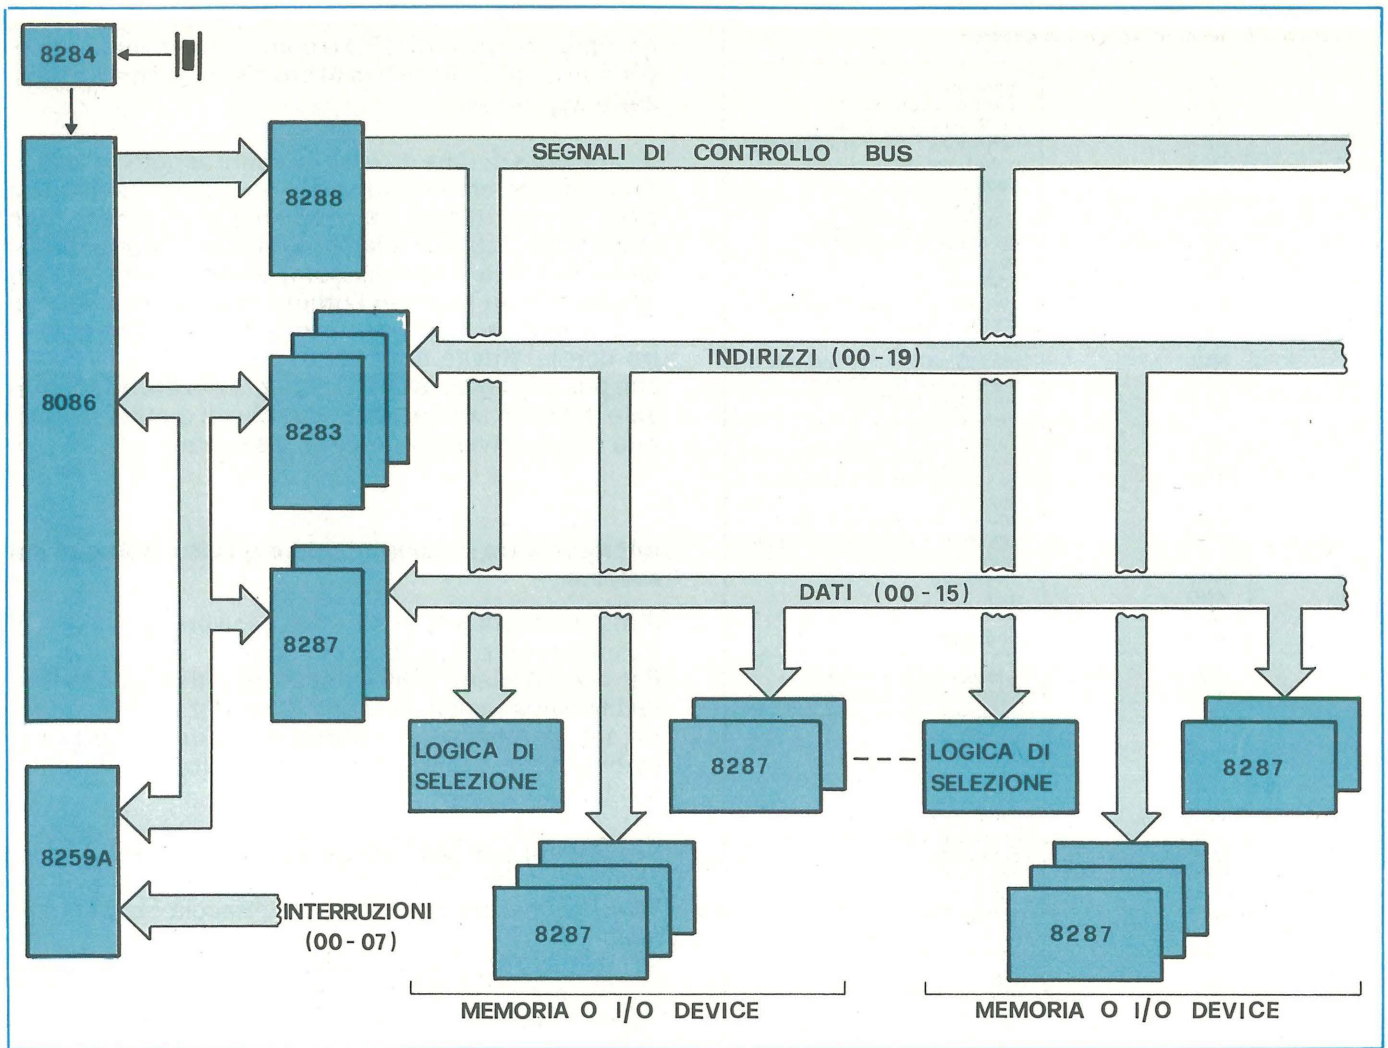 8284
SEGNALI DI CONTROLLO BUS
8288
INDIRIZZI (00-19)
8086
8283
DATI (00-15)
8287
LOGICA DI
SELEZIONE
8287
LOGICA DI
SELEZIONE
8287
8259A
INTERRUZIONI
(00-07)
8287
8287
MEMORIA O I/O DEVICE
MEMORIA O I/O DEVICE